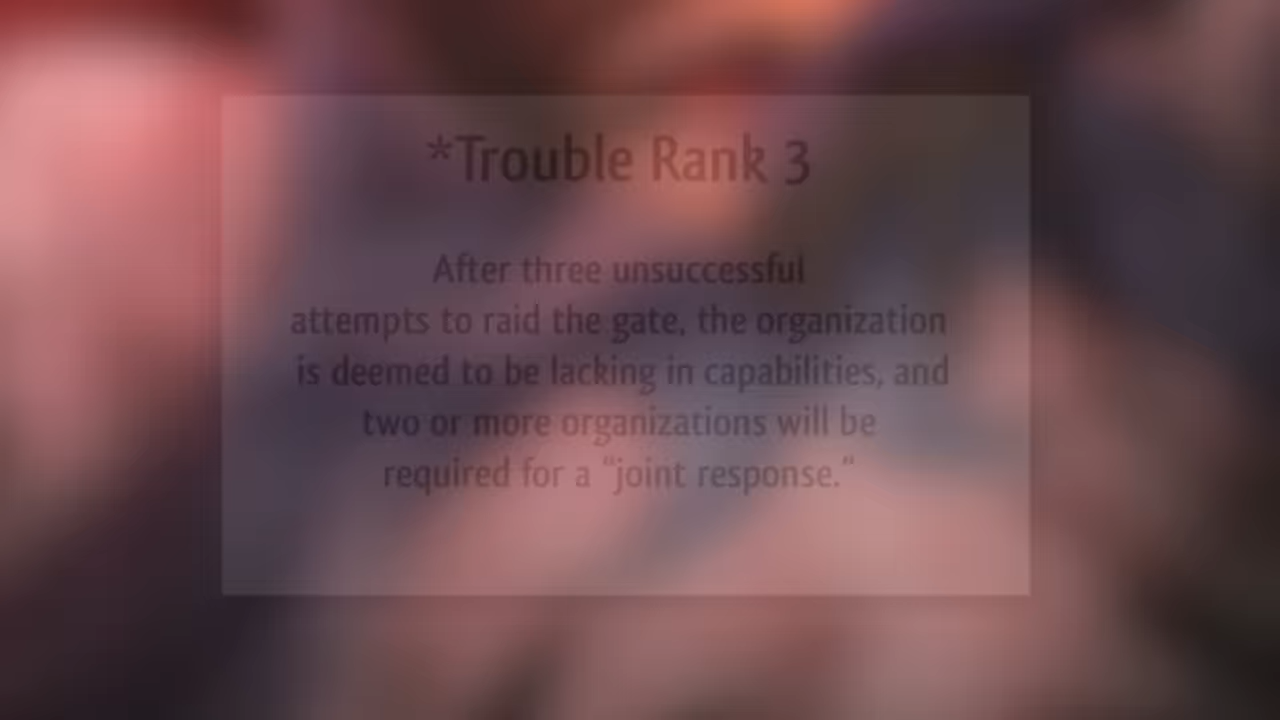 *Trouble Rank 3
After three unsuccessful
attempts to raid the gate, the organization
is deemed to be lacking in capabilities, and
two or more organizations will be
required for a “joint response.“